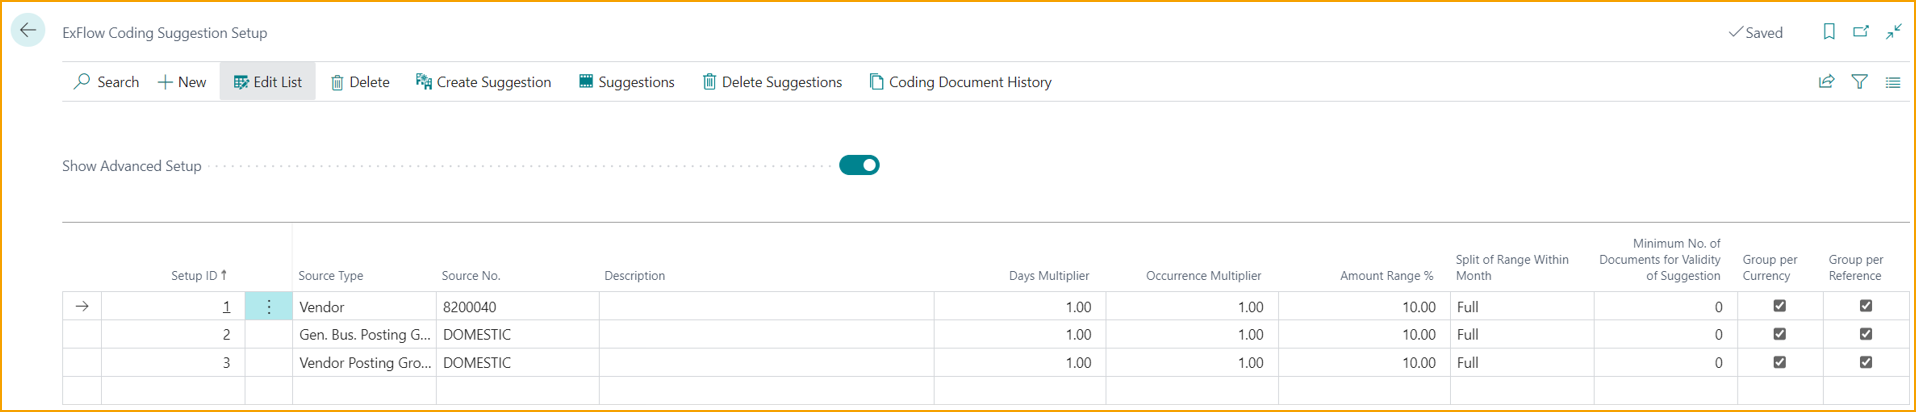 ExFlow Coding Suggestion Setup
Saved
Search New Edit List Delete Create Suggestion Suggestions Delete Suggestions Coding Document History
Show Advanced Setup
Setup ID ↑ Source Type Source No. Description Days Multiplier Occurrence Multiplier Amount Range % Split of Range Within Month Minimum No. of Documents for Validity of Suggestion Group per Currency Group per Reference
1 Vendor 8200040 1.00 1.00 10.00 Full 0
2 Gen. Bus. Posting G... DOMESTIC 1.00 1.00 10.00 Full 0
3 Vendor Posting Gro... DOMESTIC 1.00 1.00 10.00 Full 0